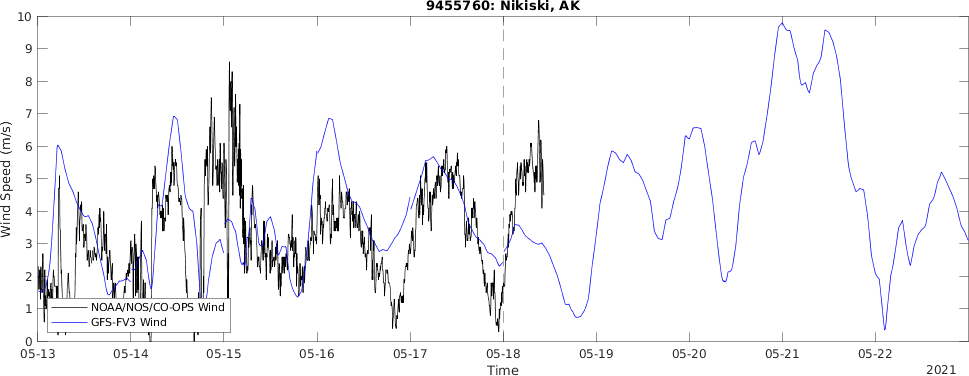 9455760: Nikiski, AK
Wind Speed (m/s)
10
9
8
7
6
5
4
3
2
1
0
NOAA/NOS/CO-OPS Wind
GFS-FV3 Wind
05-13 05-14 05-15 05-16 05-17 05-18 05-19 05-20 05-21 05-22
Time
2021